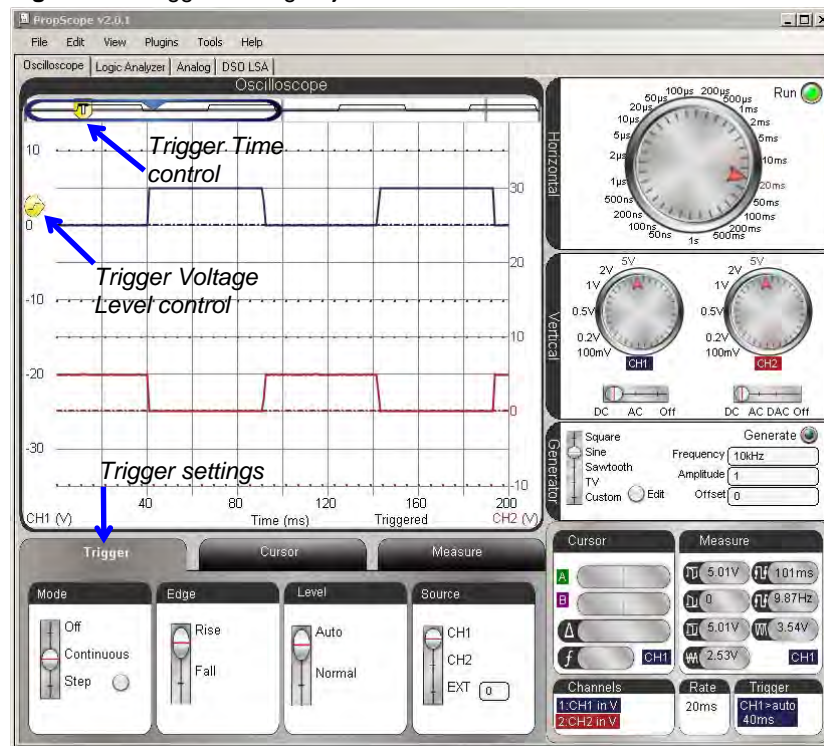 PropScope v2.0.1
File Edit View Plugins Tools Help
Oscilloscope Logic Analyzer Analog DSO LSA
Oscilloscope
T
Trigger Time
control
Trigger Voltage
Level control
Trigger settings
10
0
-10
-20
-30
30
20
10
0
-10
CH1 (V) 40 80 120 160 200 CH2 (V)
Time (ms) Triggered
Horizontal
Run
50µs 100µs 200µs 500µs
20µs 1ms
10µs 2ms
5µs 5ms
2µs 10ms
1µs 20ms
500ns 50ms
200ns 100ms
100ns 200ms
50ns 1s 500ms
Vertical
5V
2V
1V
0.5V
0.2V
100mV
CH1
DC AC Off
5V
2V
1V
0.5V
0.2V
100mV
CH2
DC AC DAC Off
Generator
Square
Sine
Sawtooth
TV
Custom Edit
Generate
Frequency 10kHz
Amplitude 1
Offset 0
Trigger Cursor Measure
Mode
Off
Continuous
Step
Edge
Rise
Fall
Level
Auto
Normal
Source
CH1
CH2
EXT 0
Cursor
A
B
Δ
f CH1
Measure
5.01V 101ms
0 9.87Hz
5.01V 3.54V
2.53V CH1
Channels
1:CH1 in V
2:CH2 in V
Rate
20ms
Trigger
CH1>auto
40ms